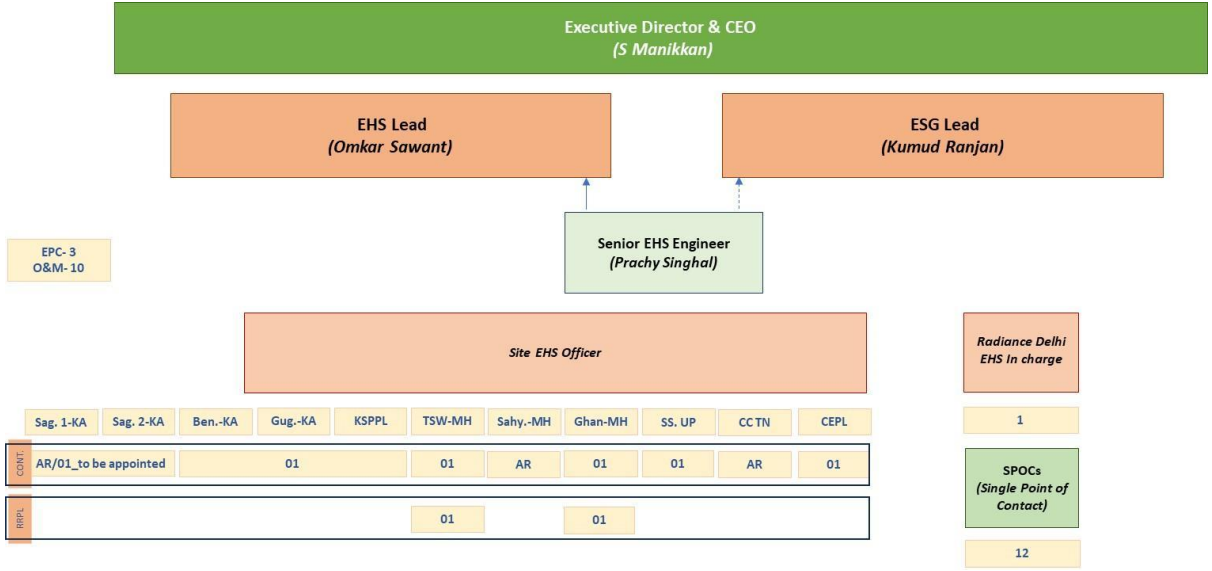 Executive Director & CEO
(S Manikkan)
EHS Lead
(Omkar Sawant)
ESG Lead
(Kumud Ranjan)
Senior EHS Engineer
(Prachy Singhal)
EPC- 3
O&M- 10
Site EHS Officer
Radiance Delhi
EHS In charge
Sag. 1-KA
Sag. 2-KA
Ben.-KA
Gug.-KA
KSPPL
TSW-MH
Sahy.-MH
Ghan-MH
SS. UP
CC TN
CEPL
1
CONT.
AR/01_to be appointed
01
01
AR
01
01
AR
01
SPOCs
(Single Point of
Contact)
RRPL
01
01
12